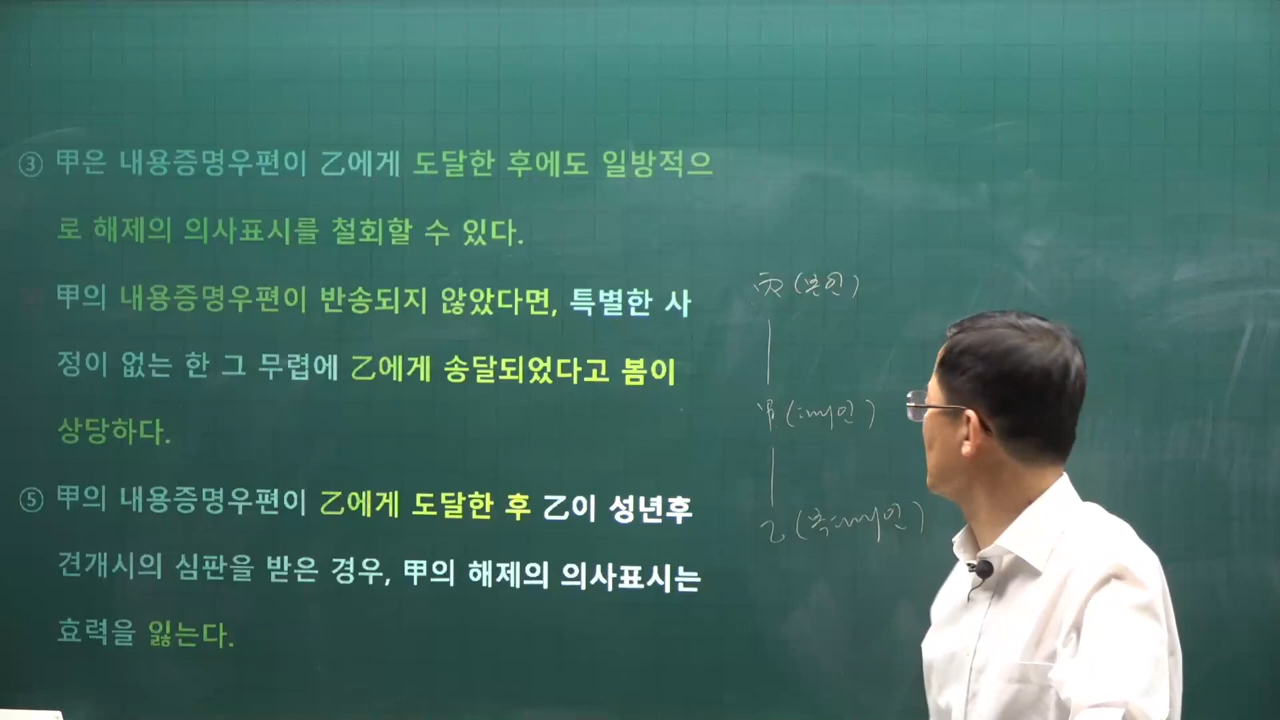 ③ 甲은 내용증명우편이 乙에게 도달한 후에도 일방적으
로 해제의 의사표시를 철회할 수 있다.
甲의 내용증명우편이 반송되지 않았다면, 특별한 사
정이 없는 한 그 무렵에 乙에게 송달되었다고 봄이
상당하다.
⑤ 甲의 내용증명우편이 乙에게 도달한 후 乙이 성년후
견개시의 심판을 받은 경우, 甲의 해제의 의사표시는
효력을 잃는다.
丙 (본인)
甲
乙